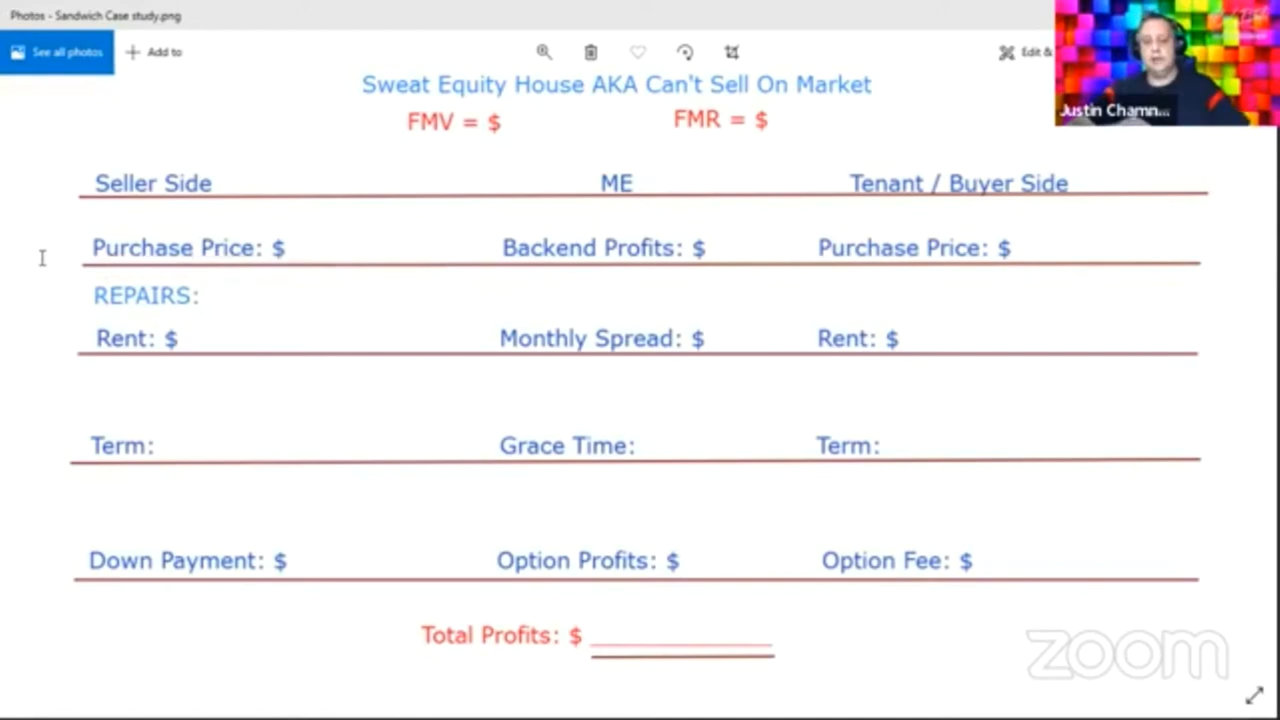 Photos - Sandwich Case study.png
See all photos
Add to
Edit &
Justin Chamn...
Sweat Equity House AKA Can't Sell On Market
FMV = $ FMR = $
Seller Side ME Tenant / Buyer Side
Purchase Price: $ Backend Profits: $ Purchase Price: $
REPAIRS:
Rent: $ Monthly Spread: $ Rent: $
Term: Grace Time: Term:
Down Payment: $ Option Profits: $ Option Fee: $
Total Profits: $
zoom